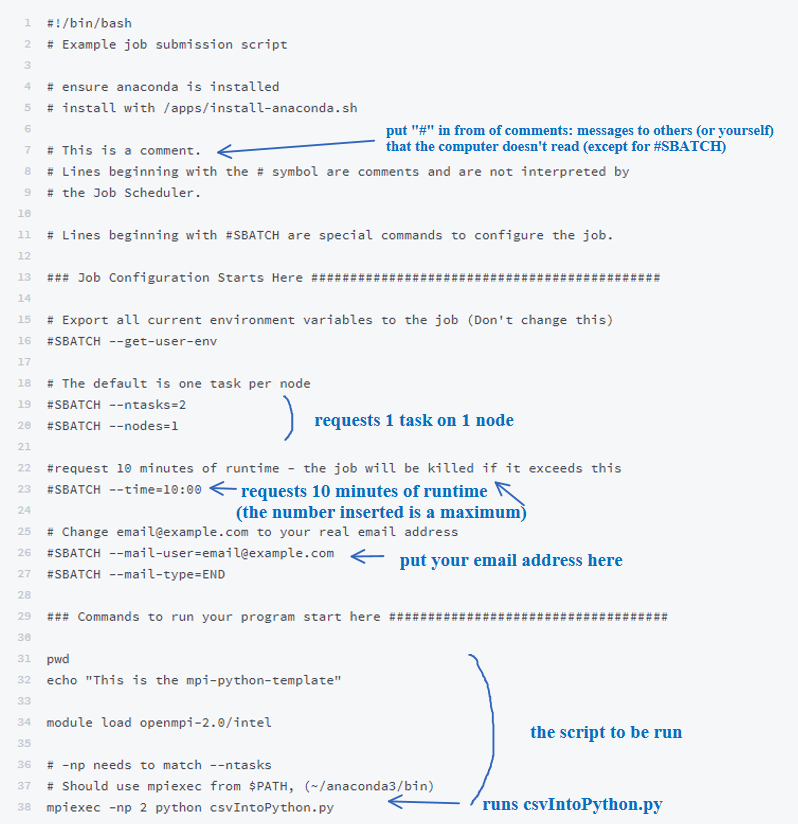 1 #!/bin/bash
2 # Example job submission script
3
4 # ensure anaconda is installed
5 # install with /apps/install-anaconda.sh
6
put "#" in from of comments: messages to others (or yourself)
7 # This is a comment.
that the computer doesn't read (except for #SBATCH)
8 # Lines beginning with the # symbol are comments and are not interpreted by
9 # the Job Scheduler.
10
11 # Lines beginning with #SBATCH are special commands to configure the job.
12
13 ### Job Configuration Starts Here #############################################
14
15 # Export all current environment variables to the job (Don't change this)
16 #SBATCH --get-user-env
17
18 # The default is one task per node
19 #SBATCH --ntasks=2
20 #SBATCH --nodes=1
requests 1 task on 1 node
21
22 #request 10 minutes of runtime - the job will be killed if it exceeds this
23 #SBATCH --time=10:00
requests 10 minutes of runtime
24
(the number inserted is a maximum)
25 # Change email@example.com to your real email address
26 #SBATCH --mail-user=email@example.com
put your email address here
27 #SBATCH --mail-type=END
28
29 ### Commands to run your program start here ####################################
30
31 pwd
32 echo "This is the mpi-python-template"
33
34 module load openmpi-2.0/intel
the script to be run
35
36 # -np needs to match --ntasks
37 # Should use mpiexec from $PATH, (~/anaconda3/bin)
38 mpiexec -np 2 python csvIntoPython.py
runs csvIntoPython.py